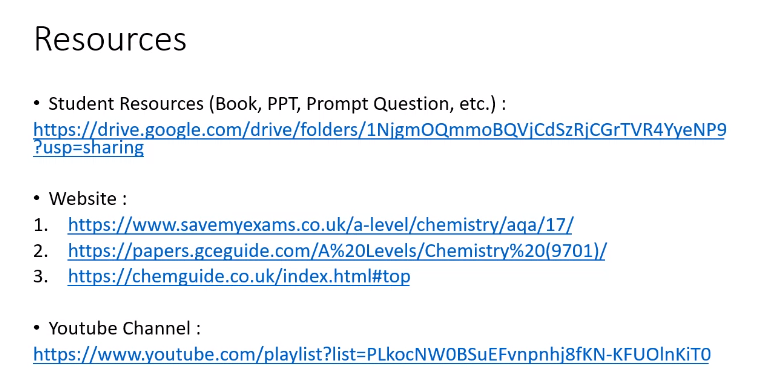 Resources
• Student Resources (Book, PPT, Prompt Question, etc.) :
https://drive.google.com/drive/folders/1NjgmOQmmoBQVjCdSzRjCGrTVR4YyeNP9
?usp=sharing
• Website :
1. https://www.savemyexams.co.uk/a-level/chemistry/aqa/17/
2. https://papers.gceguide.com/A%20Levels/Chemistry%20(9701)/
3. https://chemguide.co.uk/index.html#top
• Youtube Channel :
https://www.youtube.com/playlist?list=PLkocNW0BSuEFvnpnhj8fKN-KFUOlnKiT0